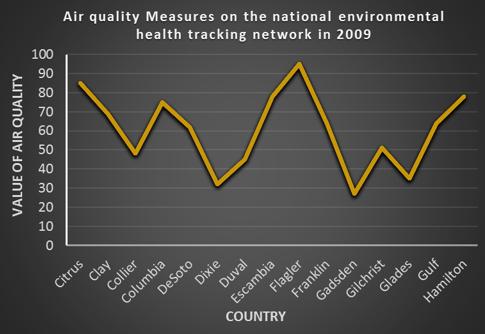 Air quality Measures on the national environmental
health tracking network in 2009
VALUE OF AIR QUALITY
100
90
80
70
60
50
40
30
20
10
0
Citrus
Clay
Collier
Columbia
DeSoto
Dixie
Duval
Escambia
Flagler
Franklin
Gadsden
Gilchrist
Glades
Gulf
Hamilton
COUNTRY